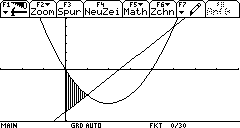 F1 F2 F3 F4 F5 F6 F7
Zoom Spur NeuZei Math Zchn
MAIN GRD AUTO FKT 0/30